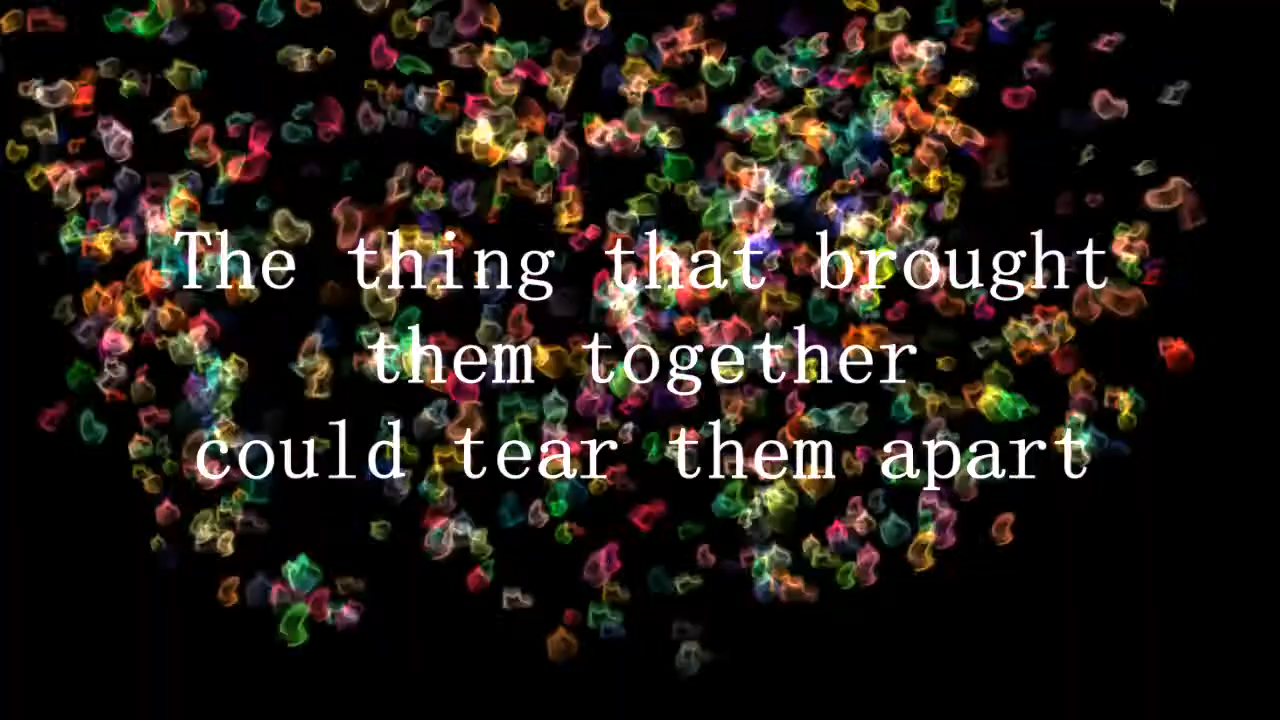 The thing that brought
them together
could tear them apart